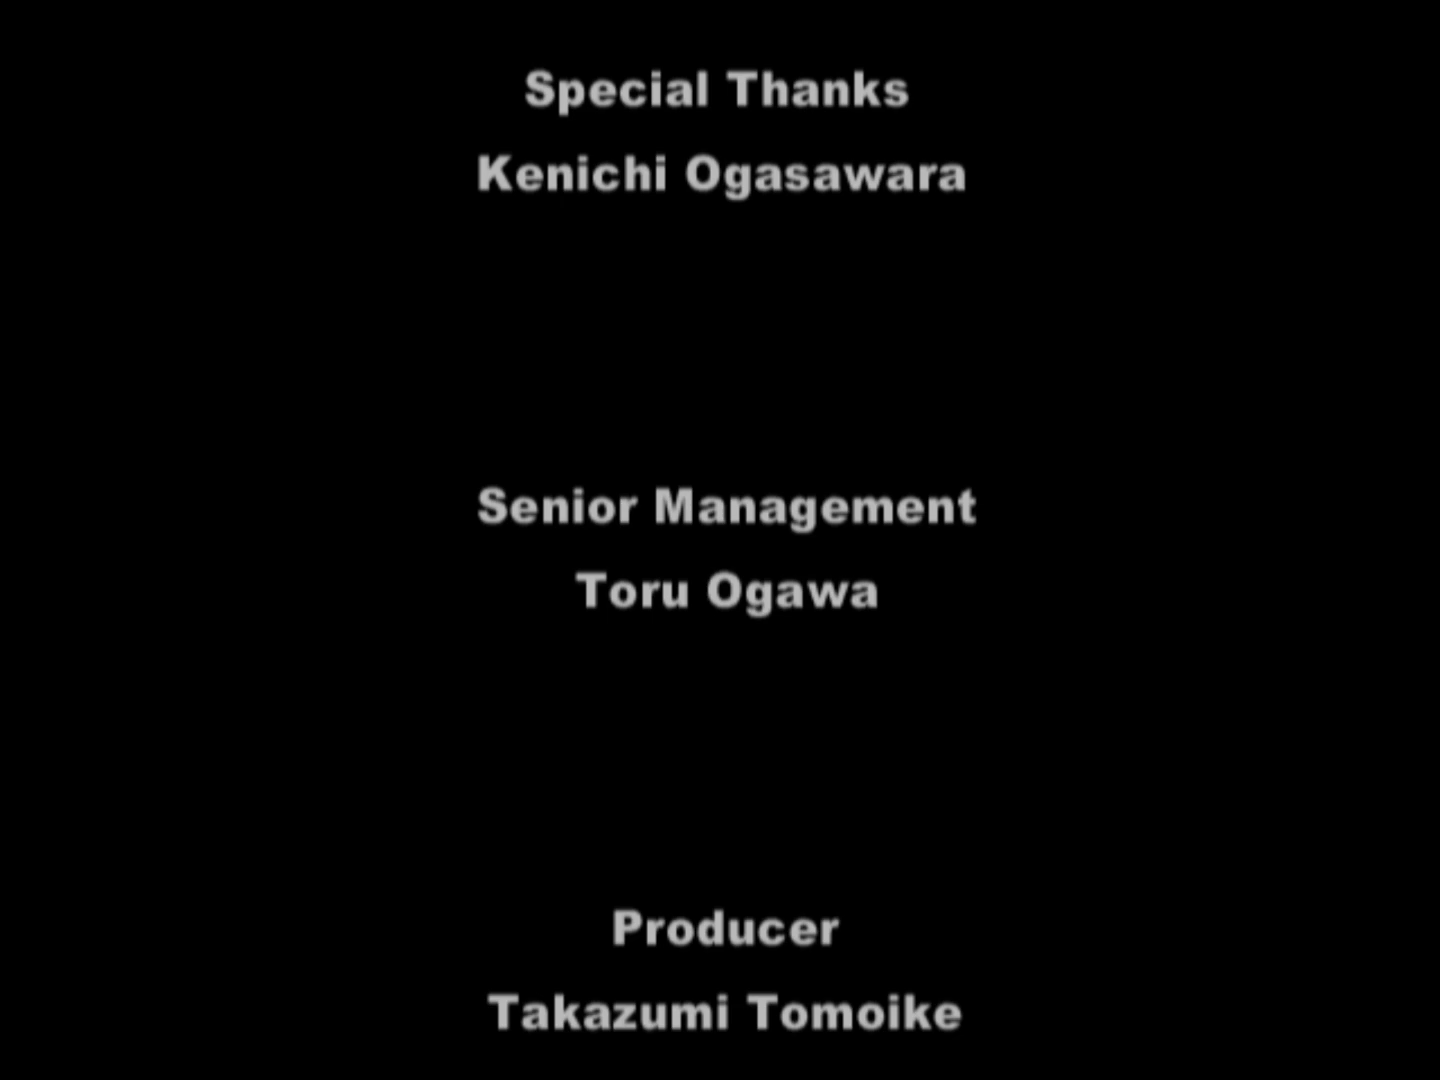 Special Thanks
Kenichi Ogasawara
Senior Management
Toru Ogawa
Producer
Takazumi Tomoike